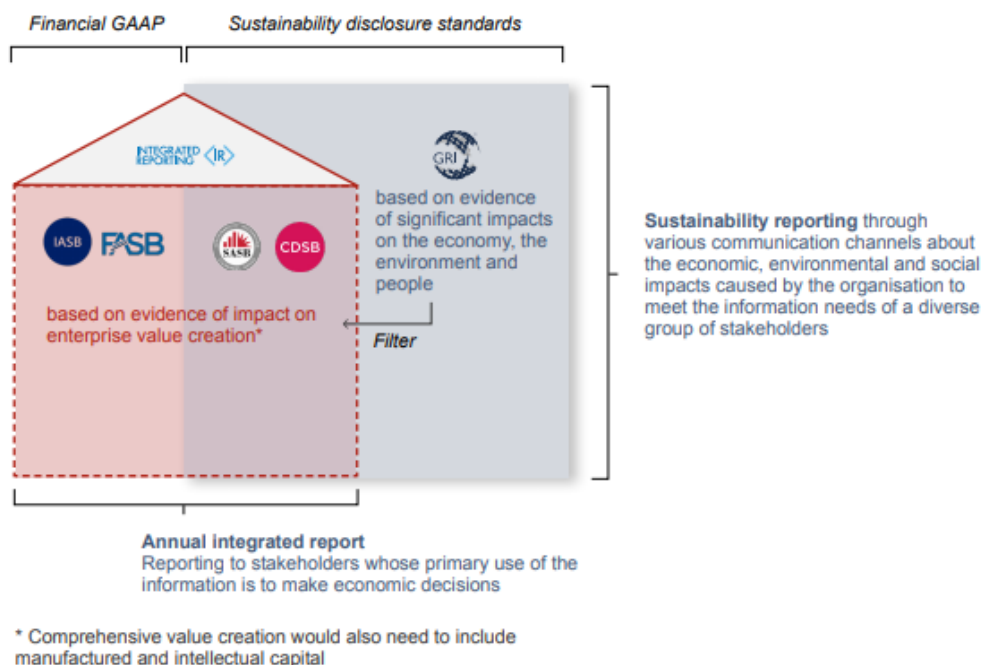 Financial GAAP
Sustainability disclosure standards
INTEGRATED
REPORTING <IR>
GRI
IASB
FASB
SASB
CDSB
based on evidence
of significant impacts
on the economy, the
environment and
people
based on evidence of impact on
enterprise value creation*
Filter
Sustainability reporting through
various communication channels about
the economic, environmental and social
impacts caused by the organisation to
meet the information needs of a diverse
group of stakeholders
Annual integrated report
Reporting to stakeholders whose primary use of the
information is to make economic decisions
* Comprehensive value creation would also need to include
manufactured and intellectual capital